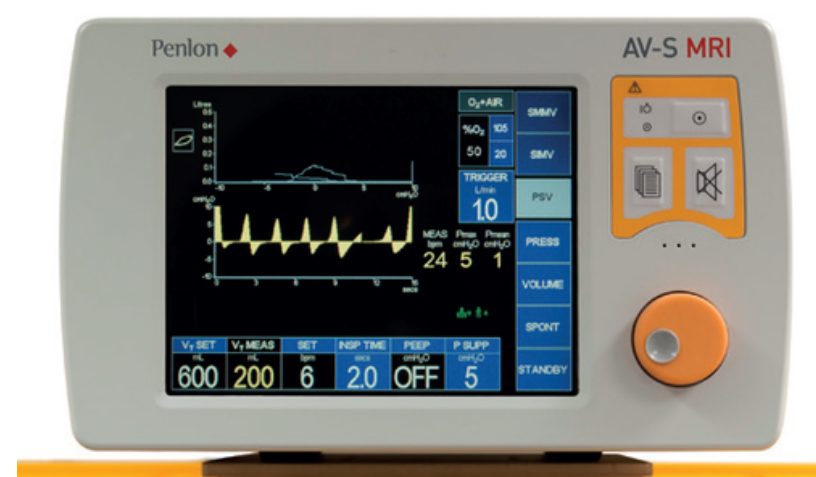 Penlon
AV-S MRI
Litres
0.5
0.4
0.3
0.2
0.1
0.0
-10 -5 0 5 10
cmH₂O
cmH₂O
10
5
0
-5
-10
0 3 6 9 12 15
secs
O₂+AIR
%O₂ 105
50 20
TRIGGER
L/min
1.0
MEAS Pmax Pmean
bpm cmH₂O cmH₂O
24 5 1
SMMV
SIMV
PSV
PRESS
VOLUME
SPONT
STANDBY
V_T SET V_T MEAS SET INSP TIME PEEP P SUPP
mL mL bpm secs cmH₂O cmH₂O
600 200 6 2.0 OFF 5